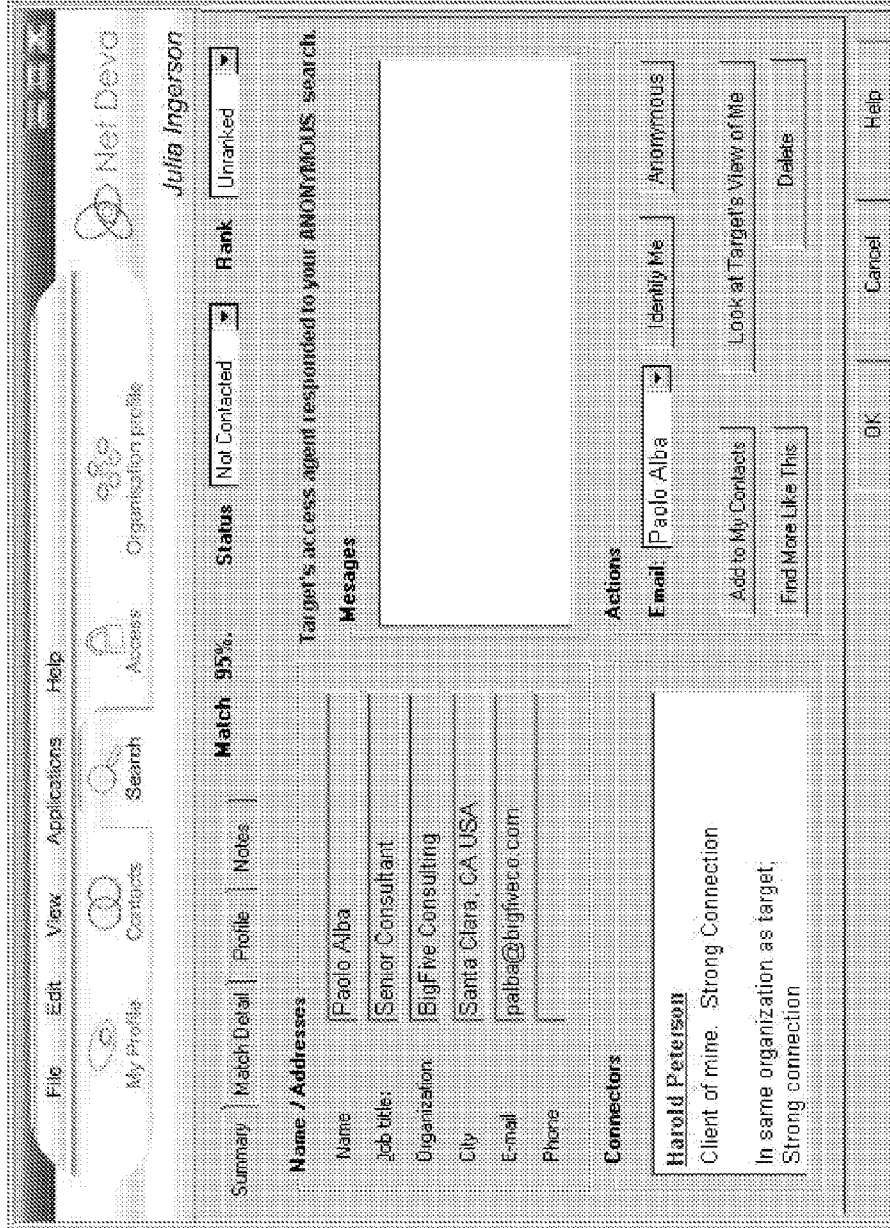 File Edit View Applications Help
My Profile Contacts Search Access Organisation profile
Net Deva
Julia Ingerson
Summary Match Detail Profile Notes
Match 95%. Status Not Contacted Rank Unranked
Name / Addresses
Name Paolo Alba
Job title: Senior Consultant
Organization: BigFive Consulting
City Santa Clara, CA USA
E-mail palba@bigfiveco.com
Phone
Target's access agent responded to your ANONYMOUS search.
Mesages
Connectors
Harold Peterson
Client of mine. Strong Connection
In same organization as target;
Strong connection
Actions
Email Paolo Alba Identify Me Anonymous
Add to My Contacts Look at Target's View of Me
Find More Like This Delete
OK Cancel Help